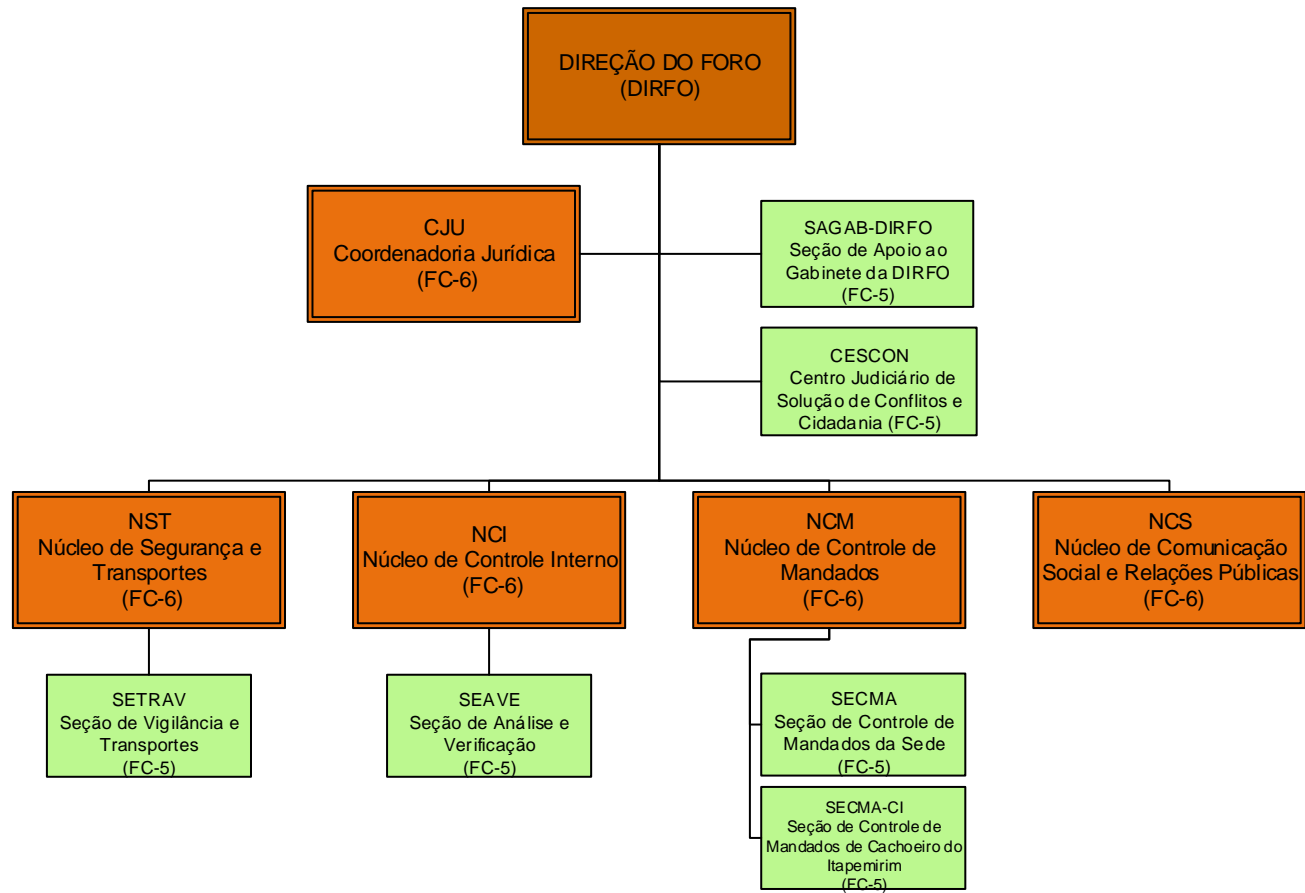 DIREÇÃO DO FORO
(DIRFO)
CJU
Coordenadoria Jurídica
(FC-6)
SAGAB-DIRFO
Seção de Apoio ao
Gabinete da DIRFO
(FC-5)
CESCON
Centro Judiciário de
Solução de Conflitos e
Cidadania (FC-5)
NST
Núcleo de Segurança e
Transportes
(FC-6)
NCI
Núcleo de Controle Interno
(FC-6)
NCM
Núcleo de Controle de
Mandados
(FC-6)
NCS
Núcleo de Comunicação
Social e Relações Públicas
(FC-6)
SETRAV
Seção de Vigilância e
Transportes
(FC-5)
SEAVE
Seção de Análise e
Verificação
(FC-5)
SECMA
Seção de Controle de
Mandados da Sede
(FC-5)
SECMA-CI
Seção de Controle de
Mandados de Cachoeiro do
Itapemirim
(FC-5)